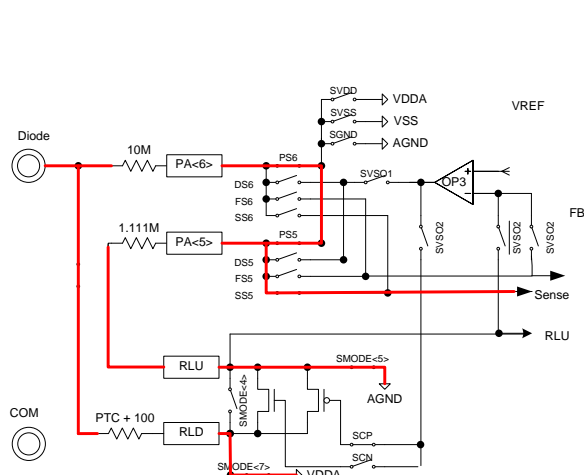 SVDD
VDDA
VREF
SVSS
VSS
Diode
SGND
AGND
10M
PS6
PA<6>
SVSO1
OP3
+
−
DS6
FS6
SS6
FB
1.111M
PS5
PA<5>
SVSO2
SVSO2
SVSO2
DS5
FS5
SS5
Sense
RLU
RLU
SMODE<5>
SMODE<4>
AGND
COM
PTC + 100
RLD
SCP
SCN
SMODE<7>
VDDA